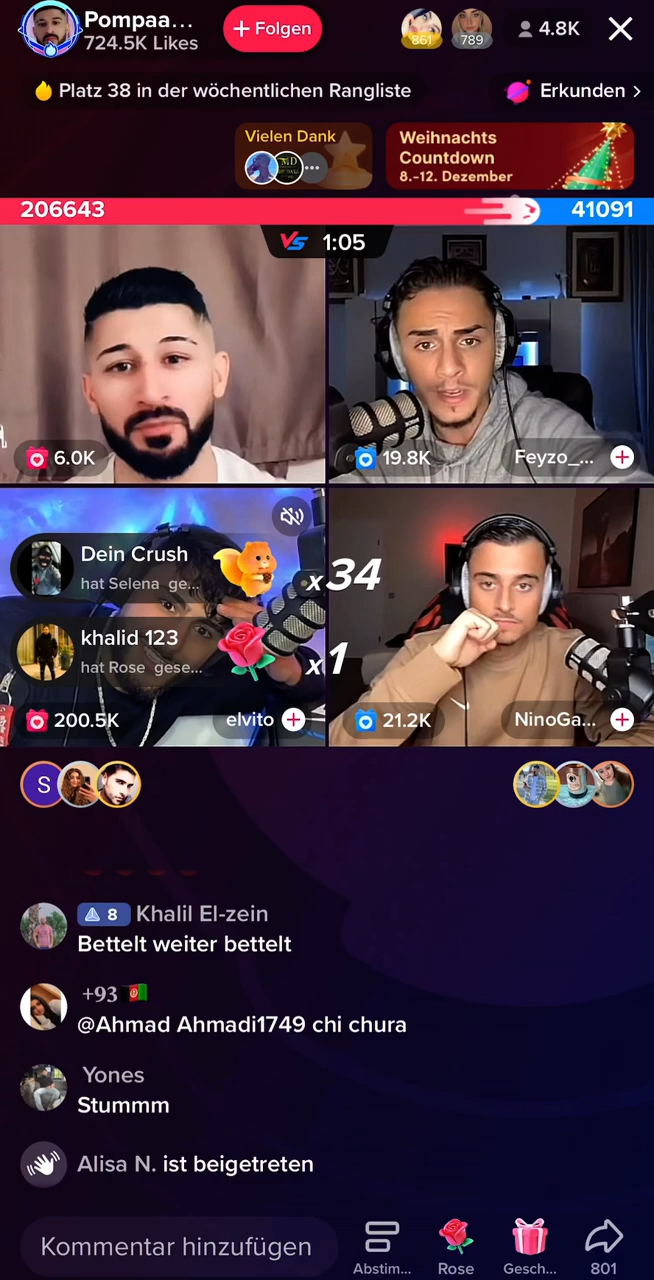 Pompaa...
724.5K Likes
+ Folgen
861
789
4.8K
Platz 38 in der wöchentlichen Rangliste
Erkunden >
Vielen Dank
Weihnachts
Countdown
8.-12. Dezember
206643
41091
VS 1:05
6.0K
19.8K
Feyzo_...
Dein Crush
hat Selena ge...
x34
khalid 123
hat Rose gese...
x1
200.5K
elvito
21.2K
NinoGa...
S
8 Khalil El-zein
Bettelt weiter bettelt
+93🇦🇫
@Ahmad Ahmadi1749 chi chura
Yones
Stummm
Alisa N. ist beigetreten
Kommentar hinzufügen
Abstim...
Rose
Gesch...
801